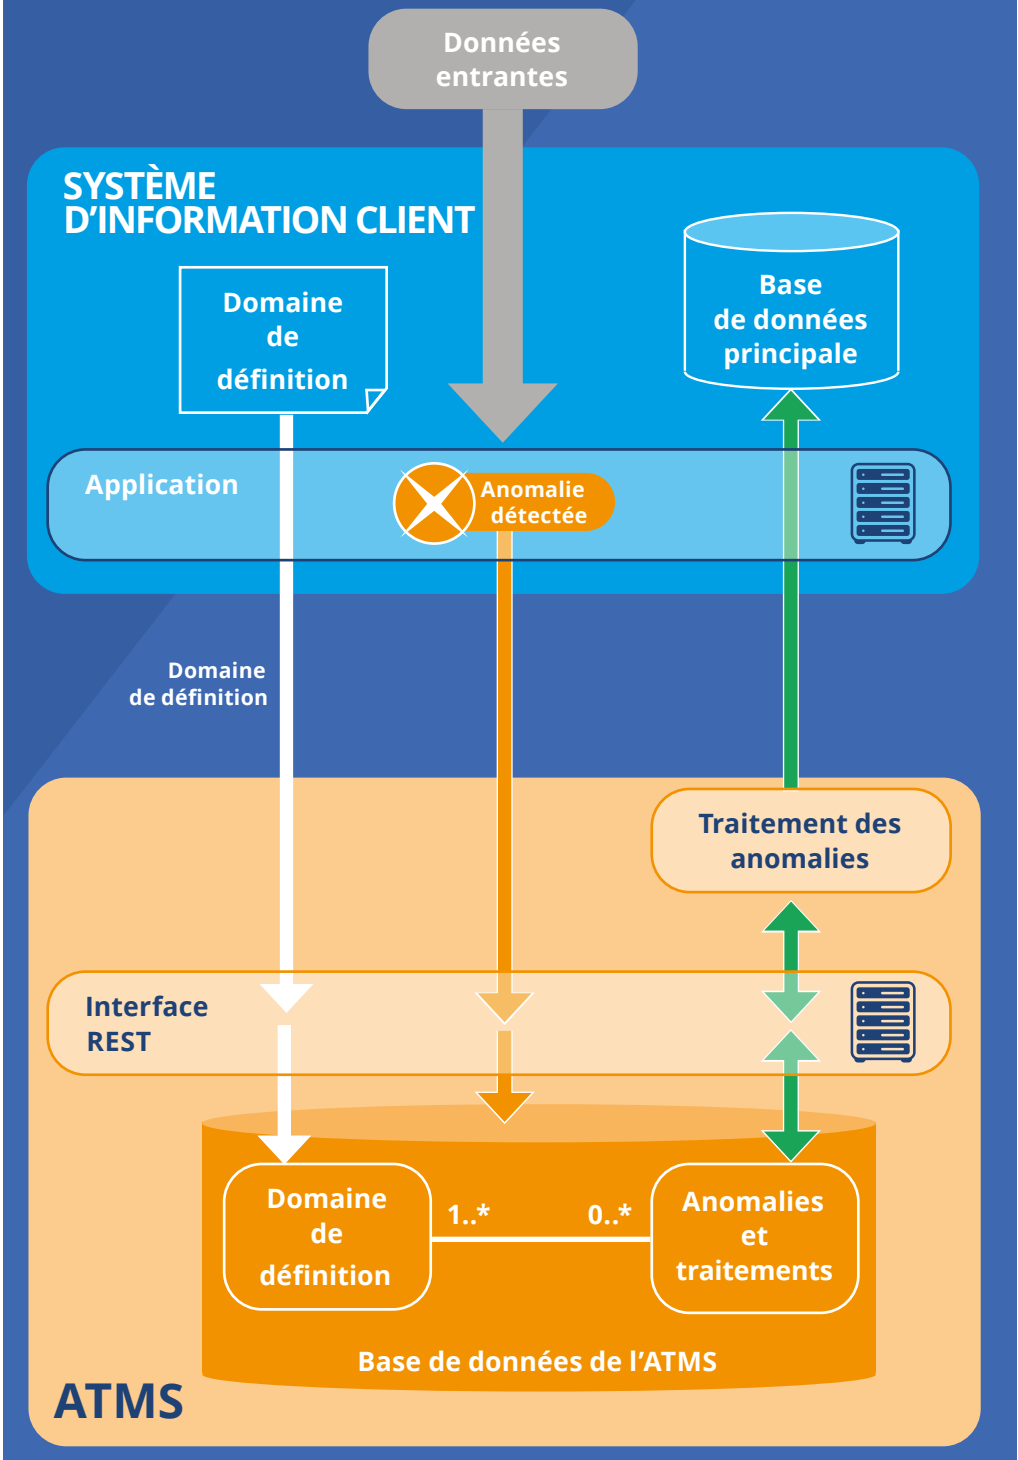 Données
entrantes
SYSTÈME
D’INFORMATION CLIENT
Domaine
de
définition
Base
de données
principale
Application
Anomalie
détectée
Domaine
de définition
Traitement des
anomalies
Interface
REST
Domaine
de
définition
1..*
0..*
Anomalies
et
traitements
Base de données de l’ATMS
ATMS